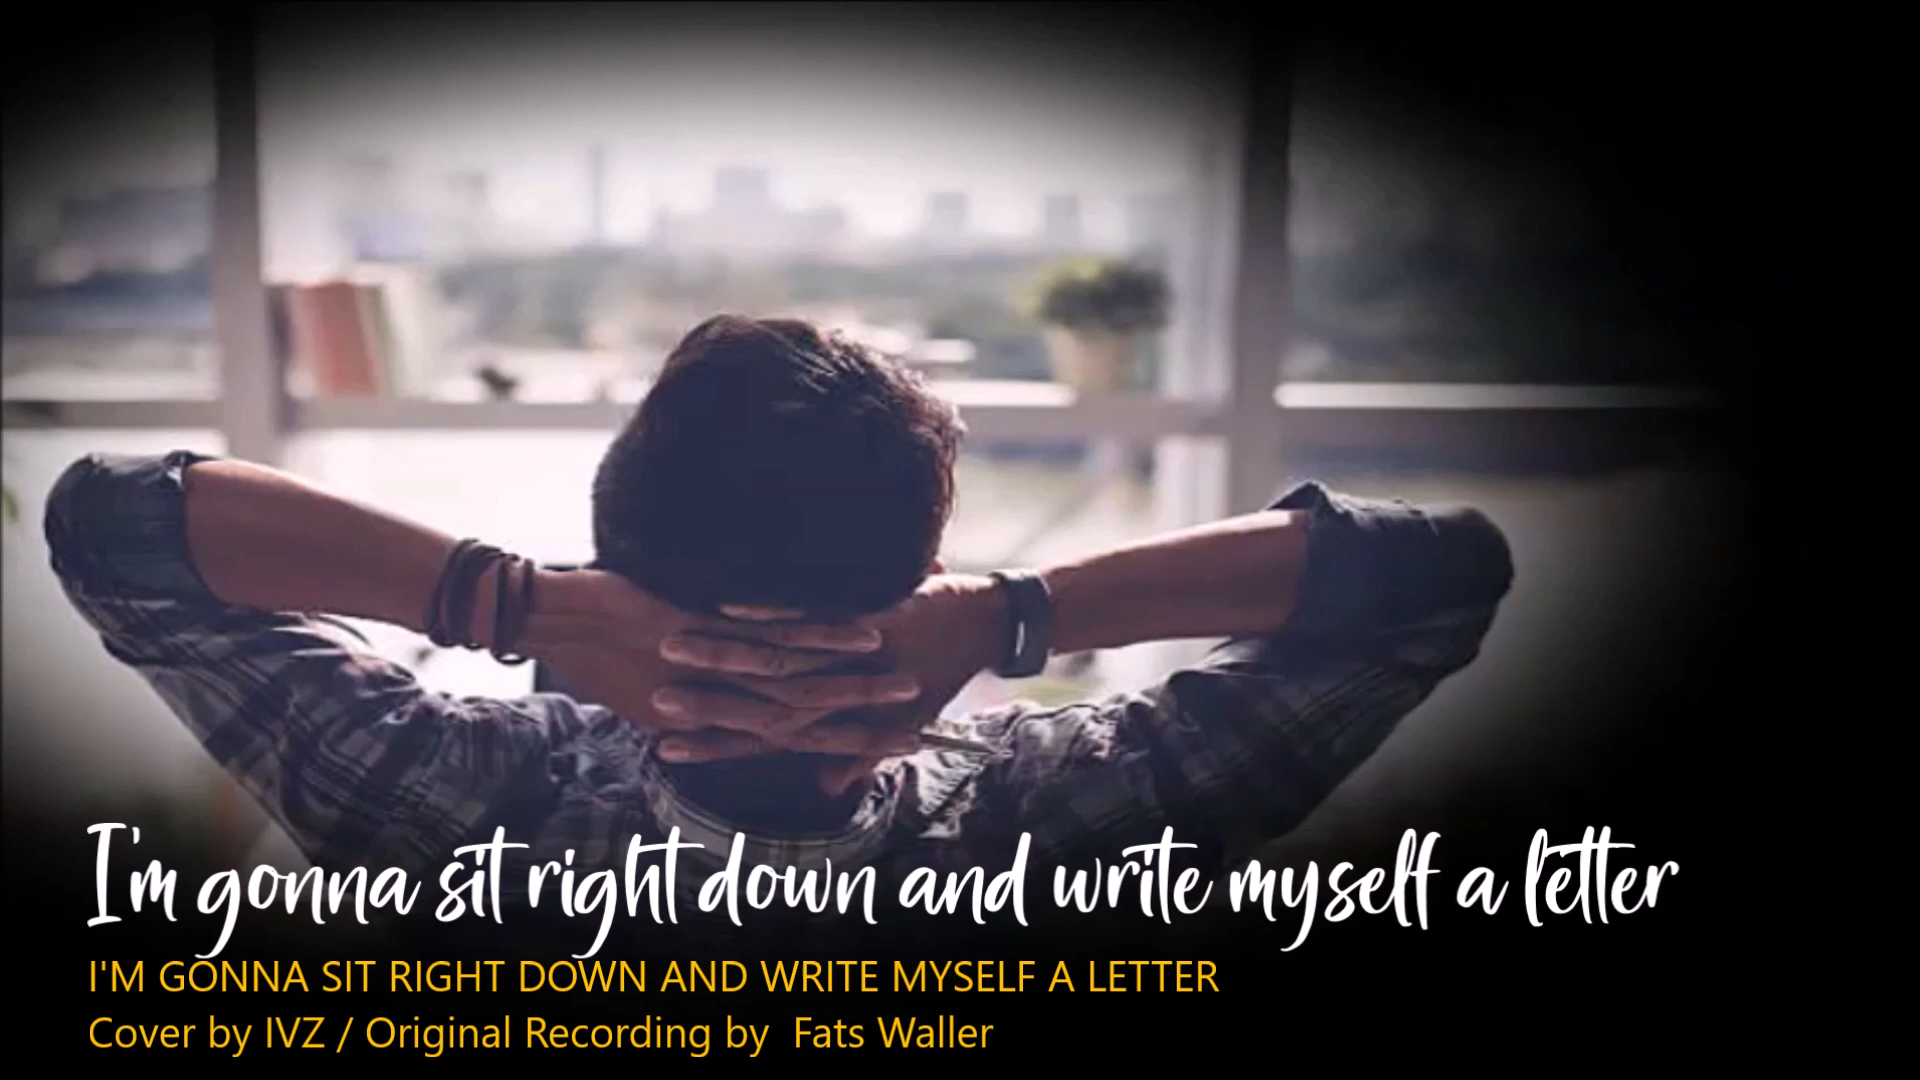 I'm gonna sit right down and write myself a letter
I'M GONNA SIT RIGHT DOWN AND WRITE MYSELF A LETTER
Cover by IVZ / Original Recording by  Fats Waller